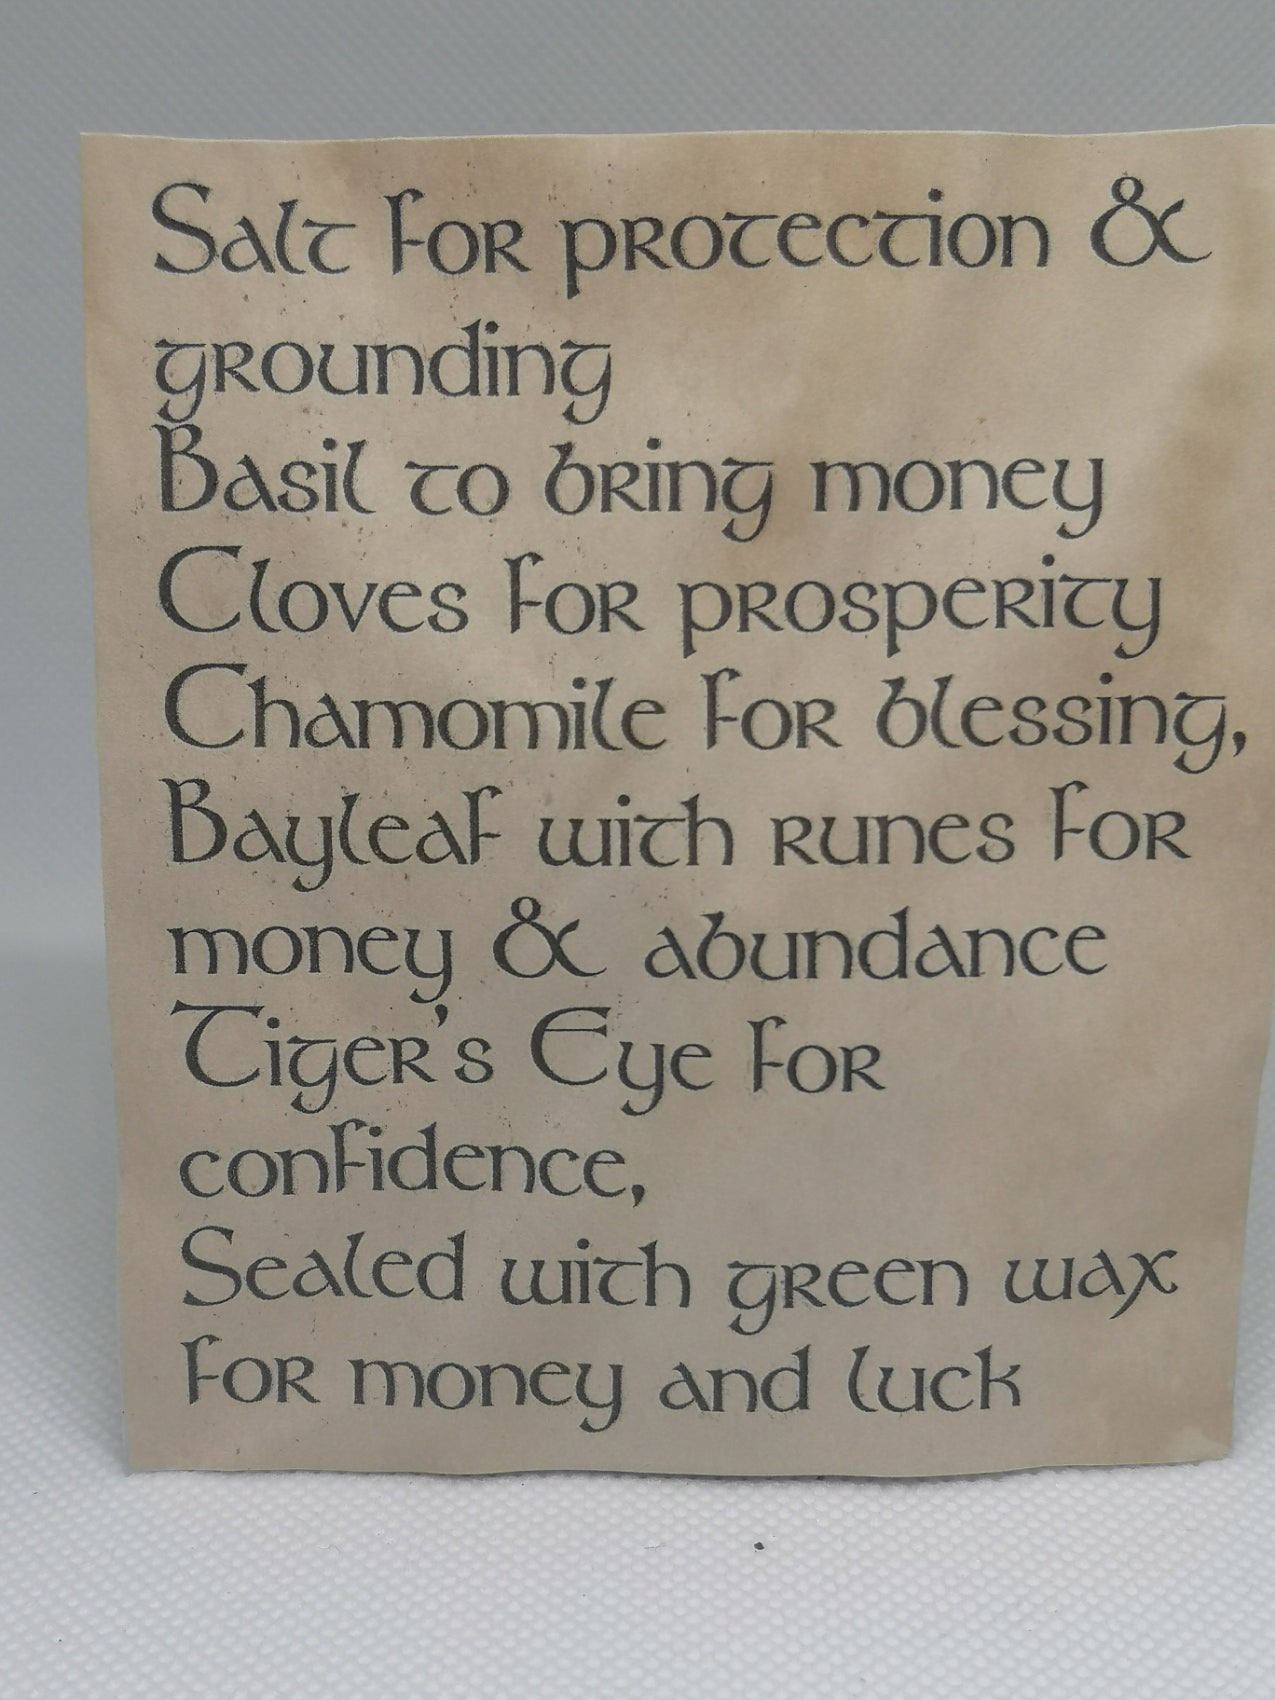 Salt for protection &
grounding
Basil to bring money
Cloves for prosperity
Chamomile for blessing,
Bayleaf with runes for
money & abundance
Tiger's Eye for
confidence,
Sealed with green wax
for money and luck